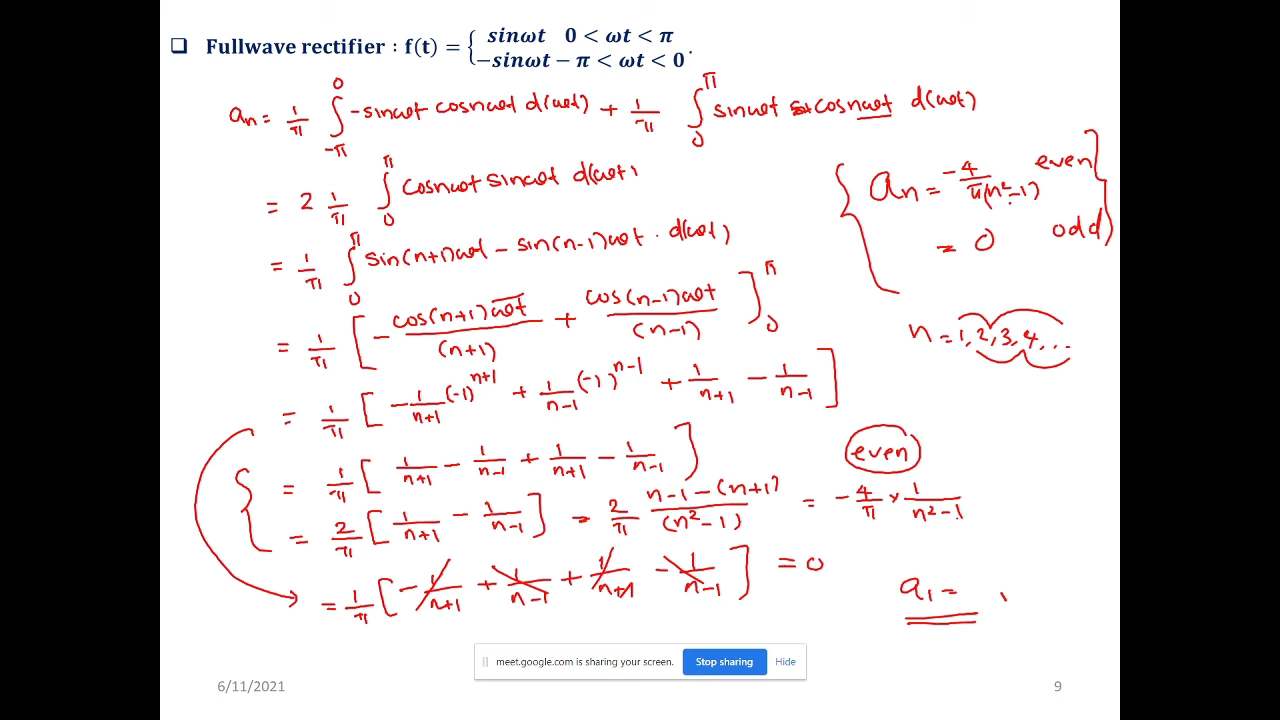 ❑ Fullwave rectifier : f(t) = { sinωt 0 < ωt < π
−sinωt − π < ωt < 0 .
aₙ = 1/π ∫_{-π}^{0} -sinωt cosnωt d(ωt) + 1/π ∫_{0}^{π} sinωt cosnωt d(ωt)
= 2 1/π ∫_{0}^{π} cosnωt sinωt d(ωt)
{ aₙ = -4/π(n²-1) even
= 0 odd }
= 1/π ∫_{0}^{π} sin(n+1)ωt - sin(n-1)ωt . d(ωt)
= 1/π [ - cos(n+1)ωt/(n+1) + cos(n-1)ωt/(n-1) ]_{0}^{π}
n = 1, 2, 3, 4, ...
= 1/π [ - 1/n+1 (-1)^{n+1} + 1/n-1 (-1)^{n-1} + 1/n+1 - 1/n-1 ]
even
{ = 1/π [ 1/n+1 - 1/n-1 + 1/n+1 - 1/n-1 ]
= 2/π [ 1/n+1 - 1/n-1 ] = 2/π n-1-(n+1)/(n²-1) = - 4/π × 1/n²-1
= 1/π [ - 1/n+1 + 1/n-1 + 1/n+1 - 1/n-1 ] = 0
a₁ =
meet.google.com is sharing your screen. Stop sharing Hide
6/11/2021 9